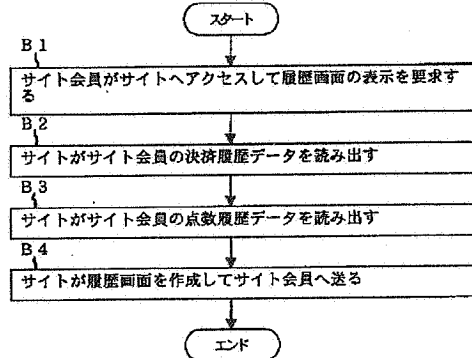 スタート
B1
サイト会員がサイトへアクセスして履歴画面の表示を要求す
る
B2
サイトがサイト会員の決済履歴データを読み出す
B3
サイトがサイト会員の点数履歴データを読み出す
B4
サイトが履歴画面を作成してサイト会員へ送る
エンド